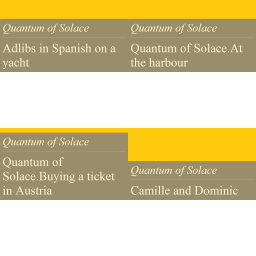 Quantum of Solace
Adlibs in Spanish on a
yacht
Quantum of Solace
Quantum of Solace.At
the harbour
Quantum of Solace
Quantum of
Solace.Buying a ticket
in Austria
Quantum of Solace
Camille and Dominic